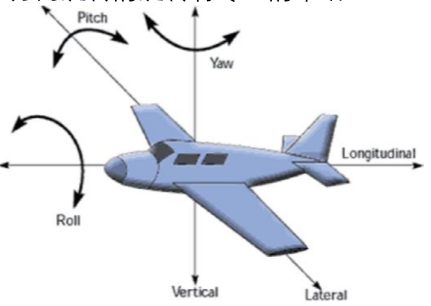 Pitch
Yaw
Longitudinal
Roll
Vertical
Lateral